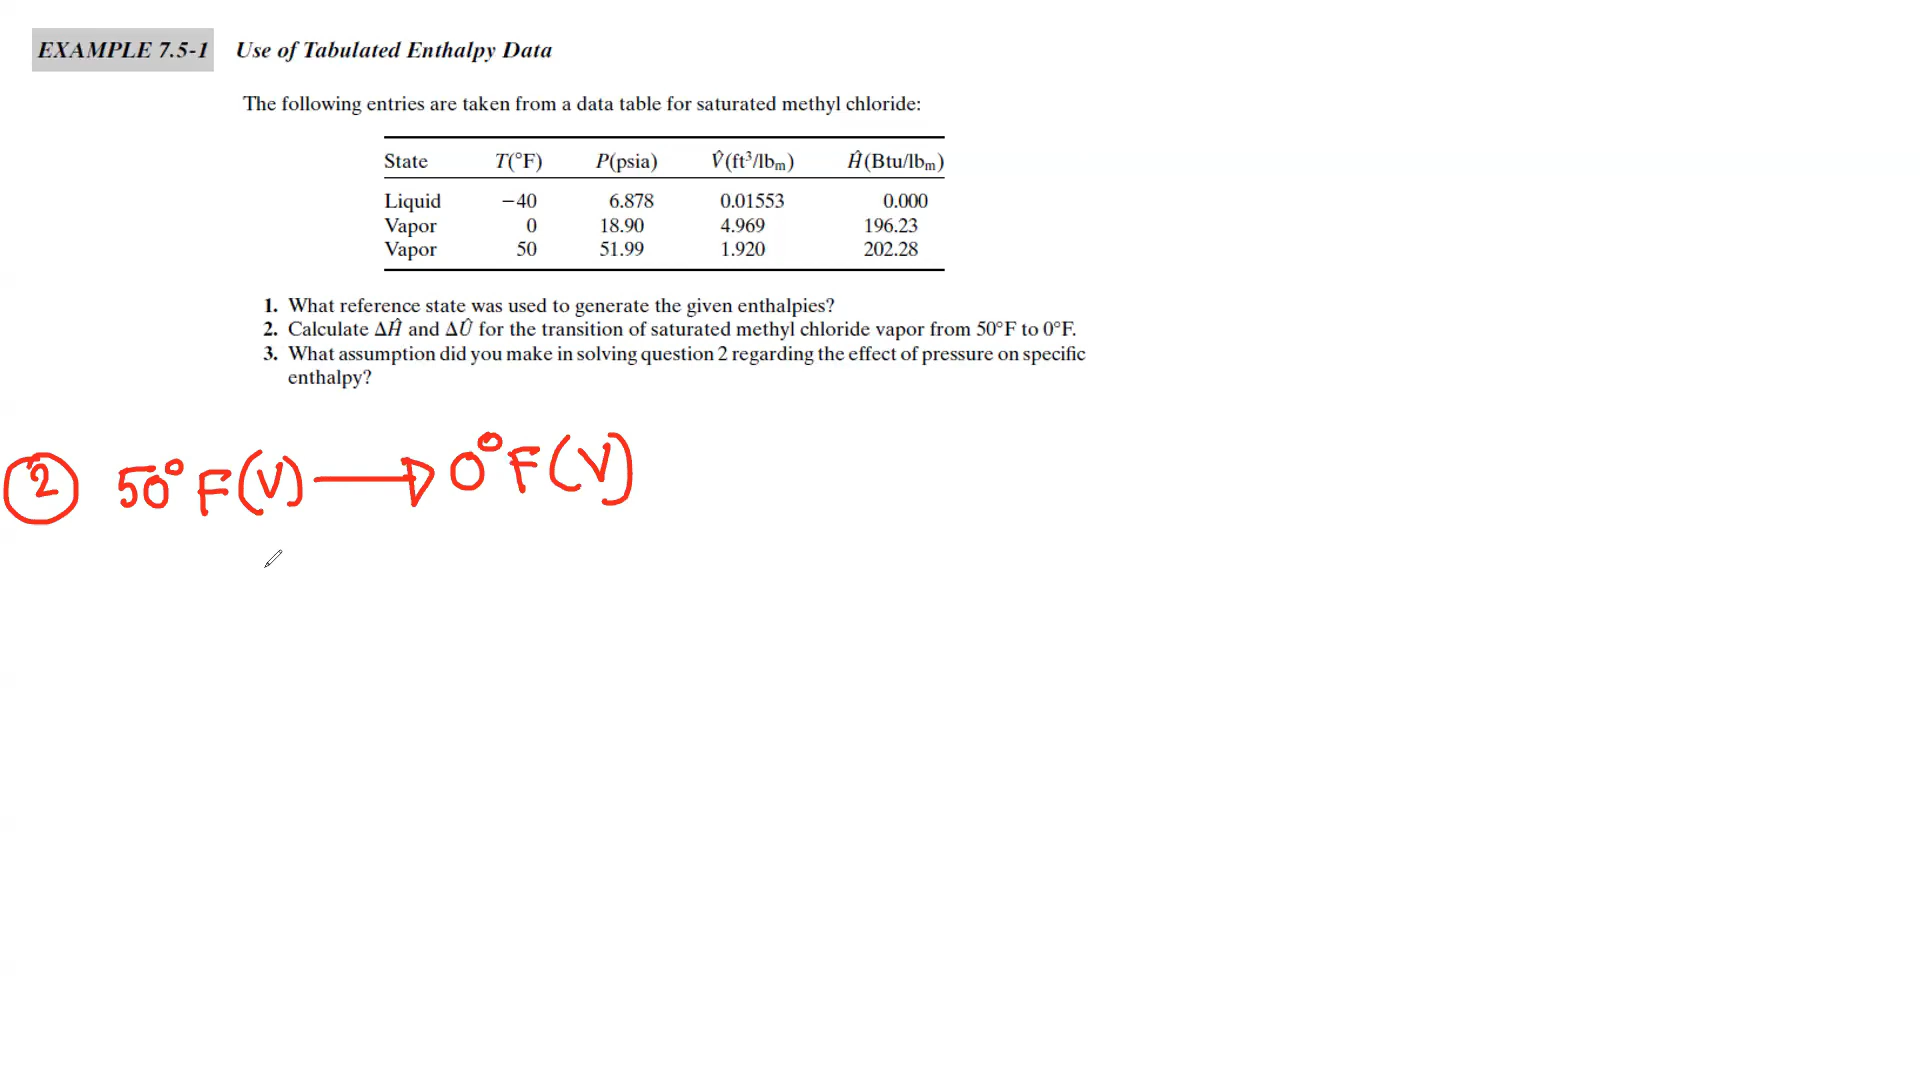 EXAMPLE 7.5-1 Use of Tabulated Enthalpy Data
The following entries are taken from a data table for saturated methyl chloride:
State T(°F) P(psia) V̂(ft³/lbₘ) Ĥ(Btu/lbₘ)
Liquid −40 6.878 0.01553 0.000
Vapor 0 18.90 4.969 196.23
Vapor 50 51.99 1.920 202.28
1. What reference state was used to generate the given enthalpies?
2. Calculate ΔĤ and ΔÛ for the transition of saturated methyl chloride vapor from 50°F to 0°F.
3. What assumption did you make in solving question 2 regarding the effect of pressure on specific
enthalpy?
② 50°F(V) → 0°F(V)